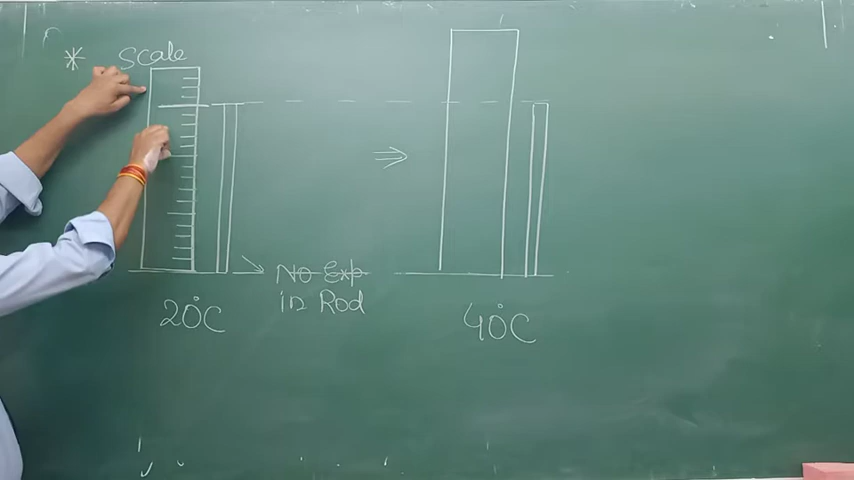 * Scale
⇒
→ No Exp
in Rod
20°C
40°C